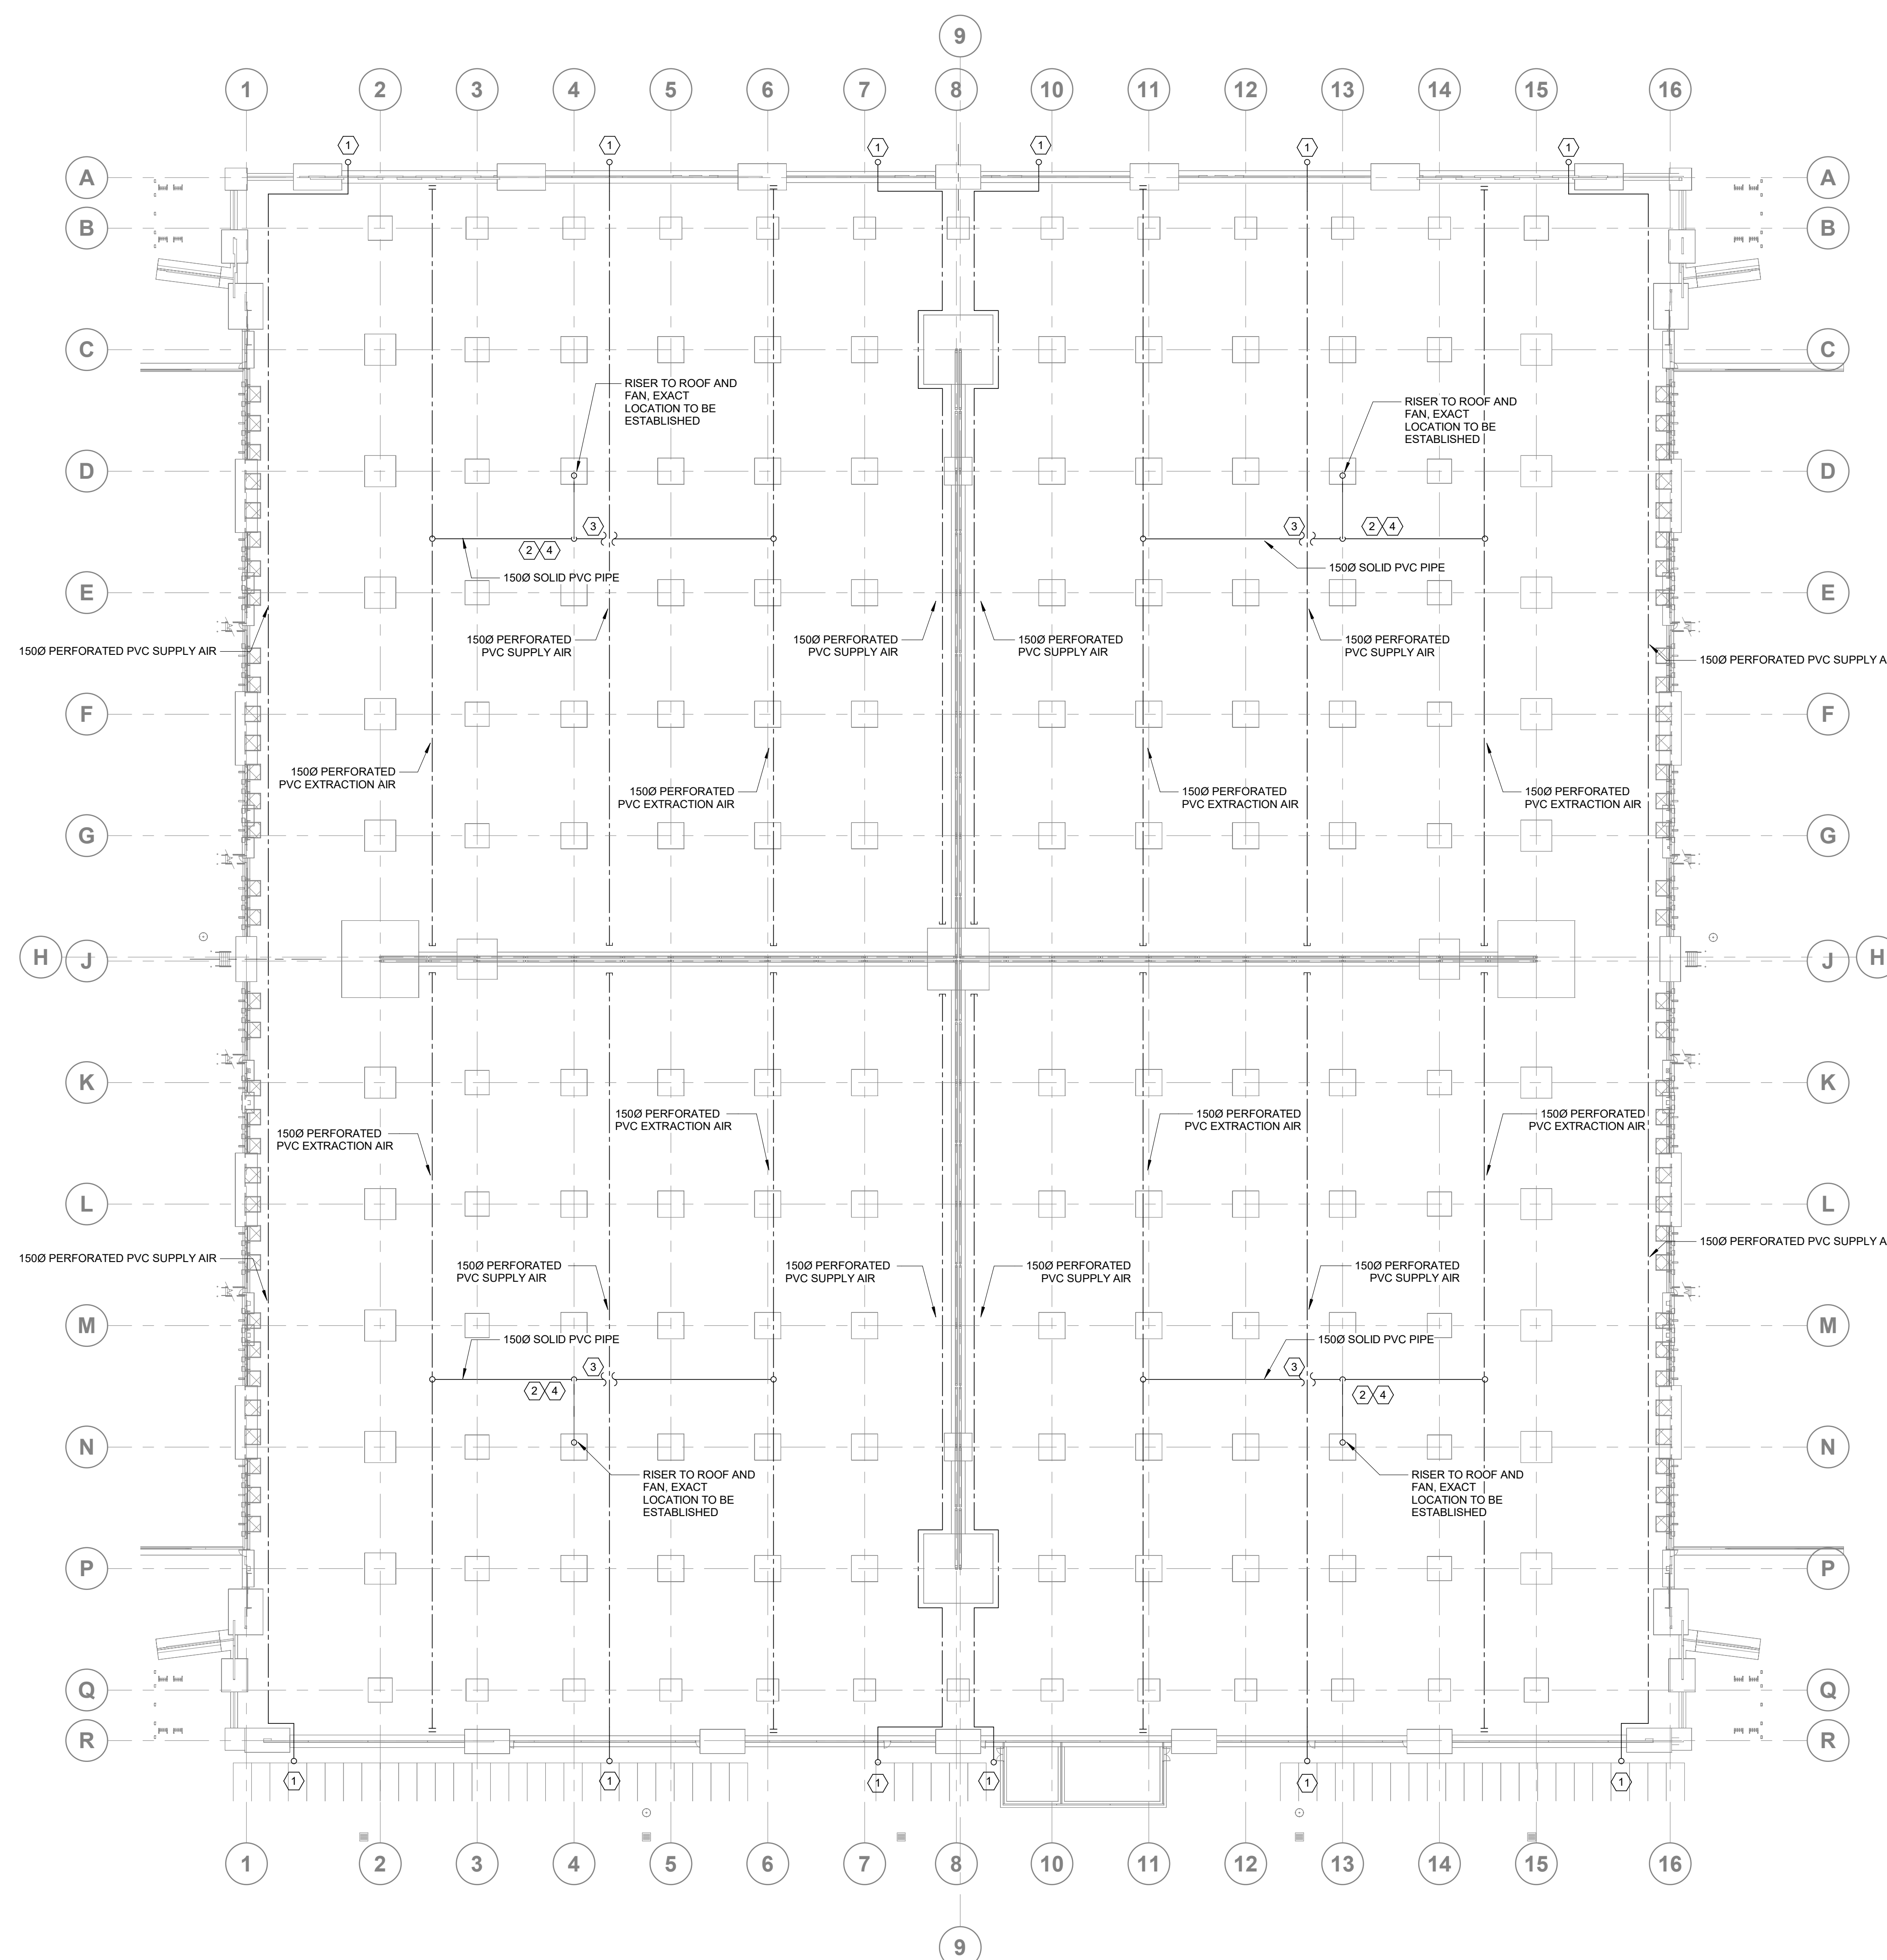 9
1
2
3
4
5
6
7
8
10
11
12
13
14
15
16
1
1
1
1
1
1
A
A
B
B
C
C
RISER TO ROOF AND
FAN, EXACT
LOCATION TO BE
ESTABLISHED
RISER TO ROOF AND
FAN, EXACT
LOCATION TO BE
ESTABLISHED
D
D
3
2
4
3
2
4
150Ø SOLID PVC PIPE
150Ø SOLID PVC PIPE
E
E
150Ø PERFORATED PVC SUPPLY AIR
150Ø PERFORATED
PVC SUPPLY AIR
150Ø PERFORATED
PVC SUPPLY AIR
150Ø PERFORATED
PVC SUPPLY AIR
150Ø PERFORATED
PVC SUPPLY AIR
150Ø PERFORATED PVC SUPPLY A
F
F
150Ø PERFORATED
PVC EXTRACTION AIR
150Ø PERFORATED
PVC EXTRACTION AIR
150Ø PERFORATED
PVC EXTRACTION AIR
150Ø PERFORATED
PVC EXTRACTION AIR
G
G
H
J
J
H
K
K
150Ø PERFORATED
PVC EXTRACTION AIR
150Ø PERFORATED
PVC EXTRACTION AIR
150Ø PERFORATED
PVC EXTRACTION AIR
150Ø PERFORATED
PVC EXTRACTION AIR
L
L
150Ø PERFORATED PVC SUPPLY AIR
150Ø PERFORATED
PVC SUPPLY AIR
150Ø PERFORATED
PVC SUPPLY AIR
150Ø PERFORATED
PVC SUPPLY AIR
150Ø PERFORATED
PVC SUPPLY AIR
150Ø PERFORATED PVC SUPPLY A
M
M
150Ø SOLID PVC PIPE
150Ø SOLID PVC PIPE
3
2
4
3
2
4
N
N
RISER TO ROOF AND
FAN, EXACT
LOCATION TO BE
ESTABLISHED
RISER TO ROOF AND
FAN, EXACT
LOCATION TO BE
ESTABLISHED
P
P
Q
Q
R
R
1
1
1
1
1
1
1
2
3
4
5
6
7
8
10
11
12
13
14
15
16
9